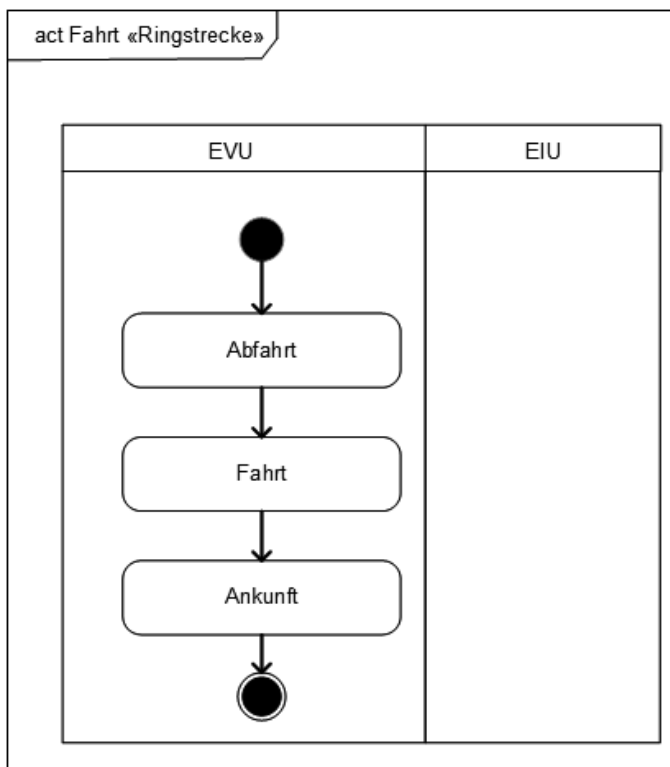 act Fahrt «Ringstrecke»
EVU
EIU
Abfahrt
Fahrt
Ankunft